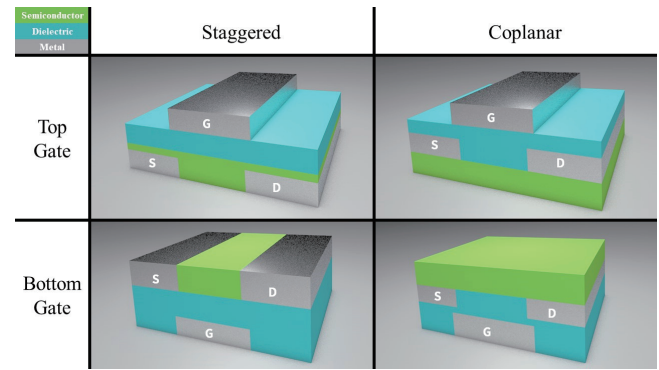 Semiconductor
Dielectric
Metal
Staggered
Coplanar
Top
Gate
G
S
D
G
S
D
Bottom
Gate
S
D
G
S
D
G